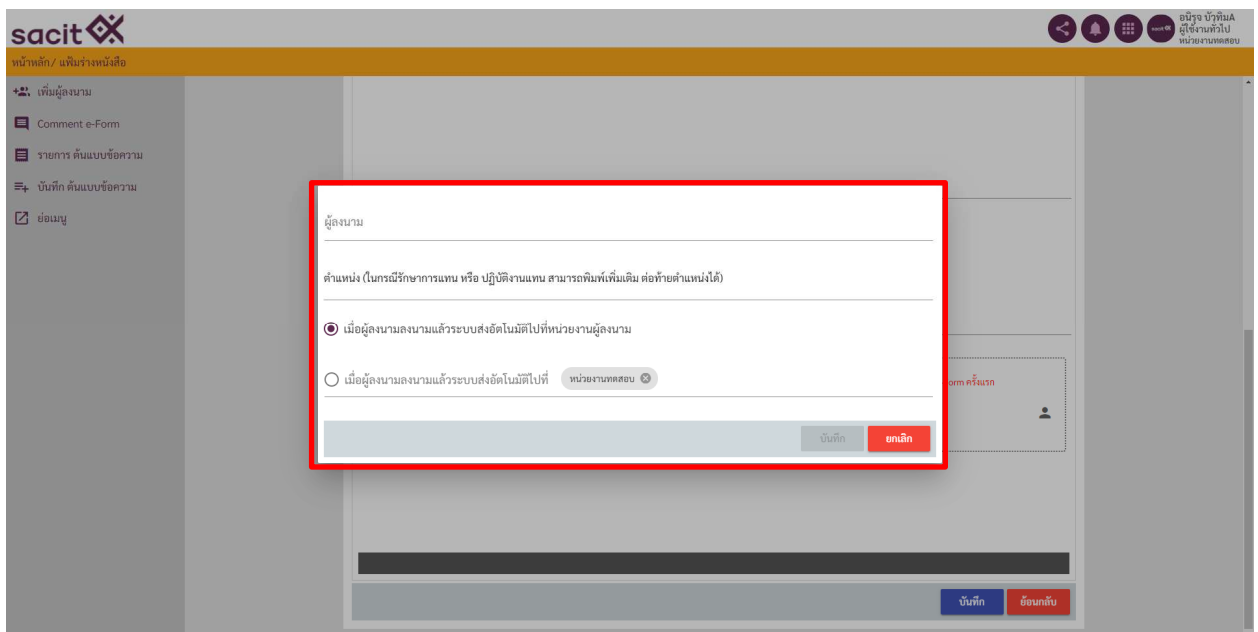 sacit
อนิรุจ บัวทิมA
ผู้ใช้งานทั่วไป
หน่วยงานทดสอบ
หน้าหลัก/ แฟ้มร่างหนังสือ
เพิ่มผู้ลงนาม
Comment e-Form
รายการ ต้นแบบข้อความ
บันทึก ต้นแบบข้อความ
ย่อเมนู
ผู้ลงนาม
ตำแหน่ง (ในกรณีรักษาการแทน หรือ ปฏิบัติงานแทน สามารถพิมพ์เพิ่มเติม ต่อท้ายตำแหน่งได้)
เมื่อผู้ลงนามลงนามแล้วระบบส่งอัตโนมัติไปที่หน่วยงานผู้ลงนาม
เมื่อผู้ลงนามลงนามแล้วระบบส่งอัตโนมัติไปที่ หน่วยงานทดสอบ
orm ครั้งแรก
บันทึก ยกเลิก
บันทึก ย้อนกลับ